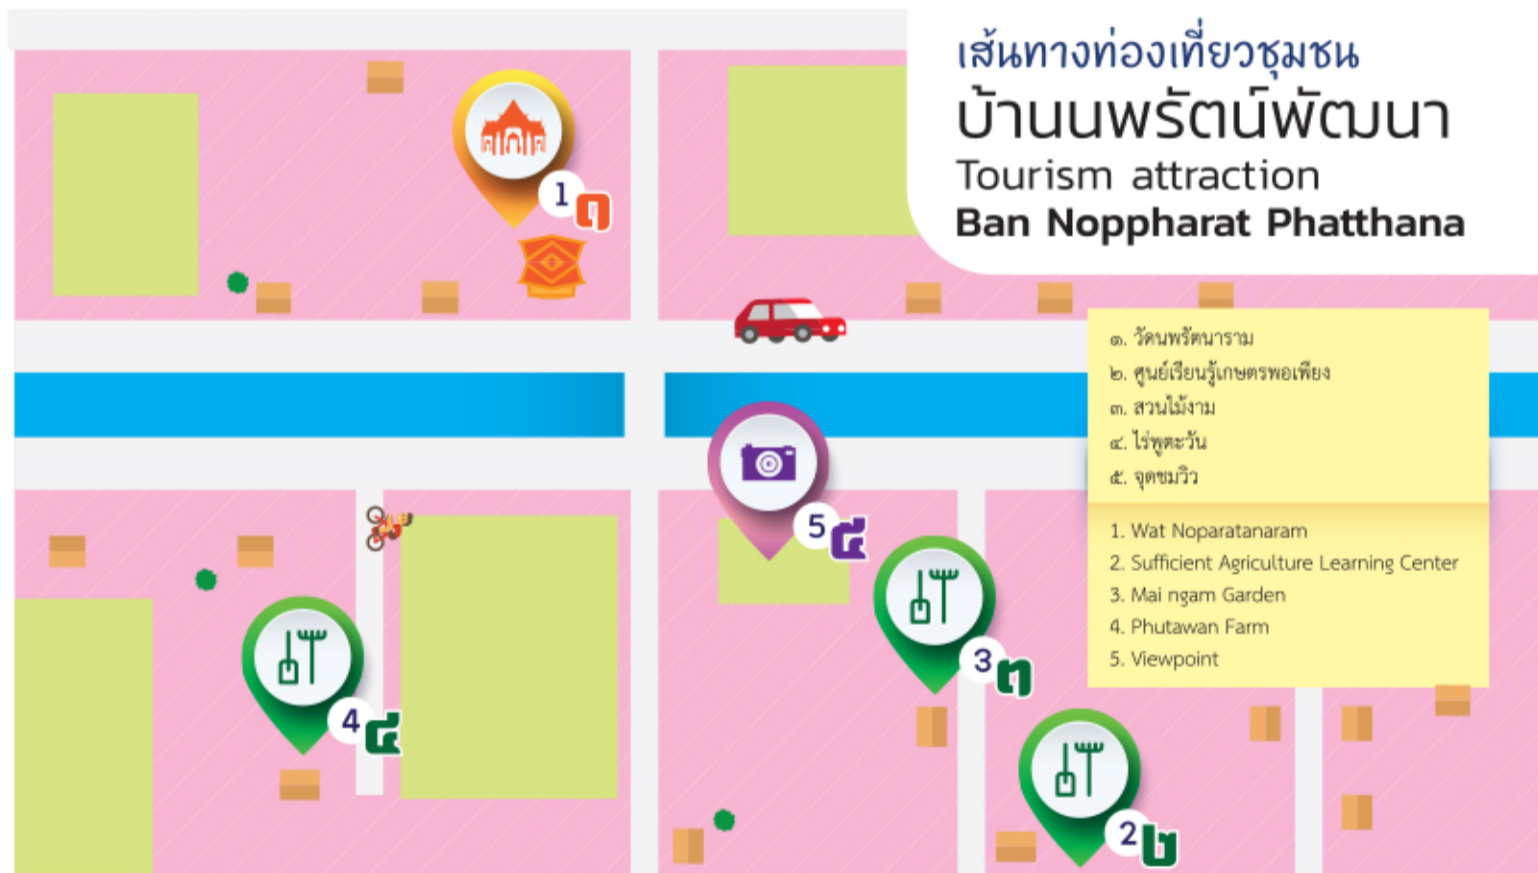 เส้นทางท่องเที่ยวชุมชน
บ้านนพรัตน์พัฒนา
Tourism attraction
Ban Noppharat Phatthana
1 ๑
๑. วัดนพรัตนาราม
๒. ศูนย์เรียนรู้เกษตรพอเพียง
๓. สวนไม้งาม
๔. ไร่พูตะวัน
๕. จุดชมวิว
1. Wat Noparatanaram
2. Sufficient Agriculture Learning Center
3. Mai ngam Garden
4. Phutawan Farm
5. Viewpoint
5 ๕
3 ๓
4 ๔
2 ๒